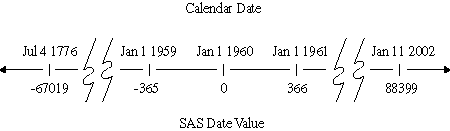 Calendar Date
Jul 4 1776 Jan 1 1959 Jan 1 1960 Jan 1 1961 Jan 11 2002
-67019 -365 0 366 88399
SAS Date Value